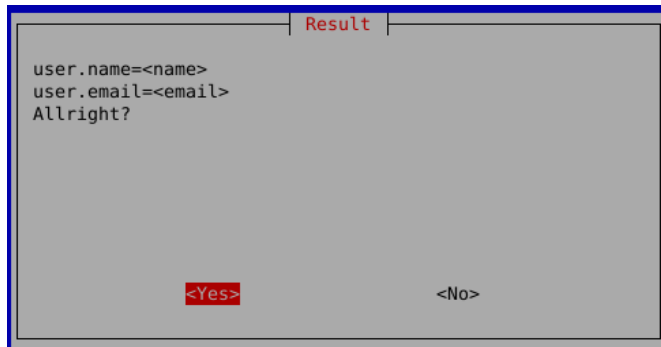 Result
user.name=<name>
user.email=<email>
Allright?
<Yes> <No>